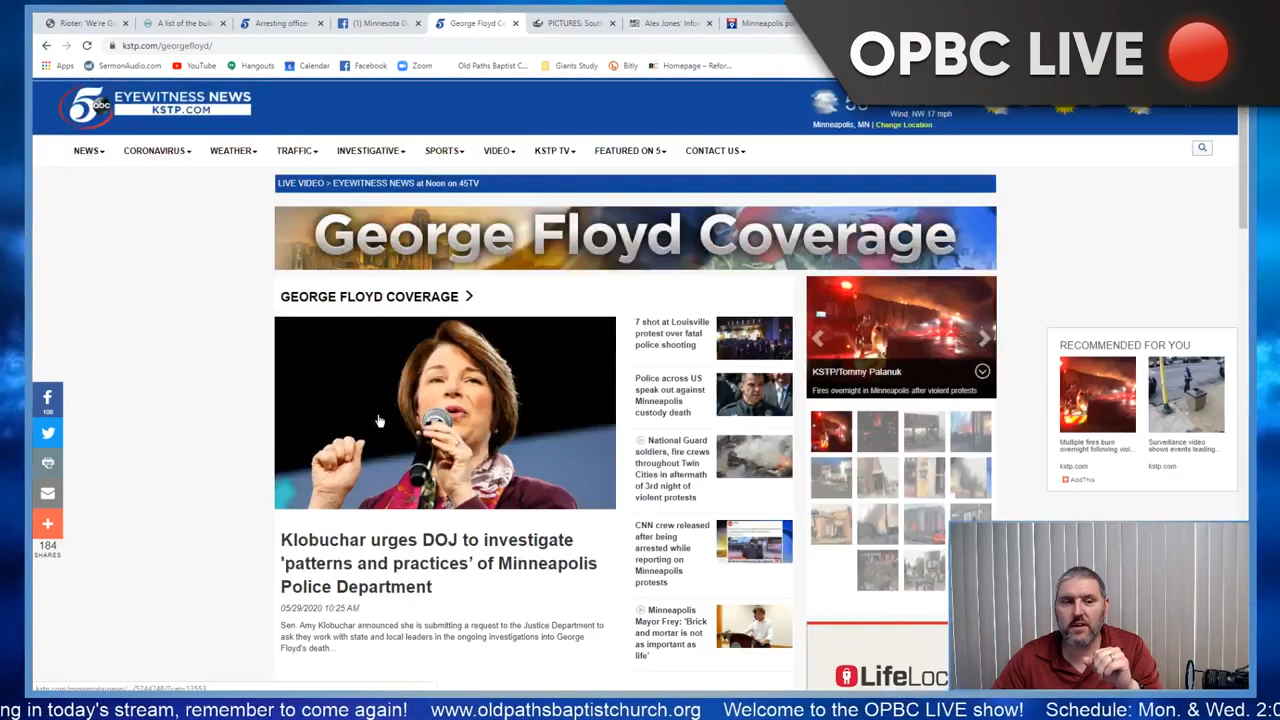 OPBC LIVE
Rioter: 'We're G
A list of the buil
Arresting office
(1) Minnesota G
George Floyd Co
PICTURES: South
Alex Jones' Info
Minneapolis po
kstp.com/georgefloyd/
Apps
SermonAudio.com
YouTube
Hangouts
Calendar
Facebook
Zoom
Old Paths Baptist C...
Giants Study
Bitly
Homepage – Refor...
5 abc
EYEWITNESS NEWS
KSTP.COM
Wind: NW 17 mph
Minneapolis, MN | Change Location
NEWS
CORONAVIRUS
WEATHER
TRAFFIC
INVESTIGATIVE
SPORTS
VIDEO
KSTP TV
FEATURED ON 5
CONTACT US
LIVE VIDEO > EYEWITNESS NEWS at Noon on 45TV
George Floyd Coverage
GEORGE FLOYD COVERAGE
Klobuchar urges DOJ to investigate
'patterns and practices' of Minneapolis
Police Department
05/29/2020 10:25 AM
Sen. Amy Klobuchar announced she is submitting a request to the Justice Department to
ask they work with state and local leaders in the ongoing investigations into George
Floyd's death...
7 shot at Louisville
protest over fatal
police shooting
Police across US
speak out against
Minneapolis
custody death
National Guard
soldiers, fire crews
throughout Twin
Cities in aftermath
of 3rd night of
violent protests
CNN crew released
after being
arrested while
reporting on
Minneapolis
protests
Minneapolis
Mayor Frey: 'Brick
and mortar is not
as important as
life'
KSTP/Tommy Patanuk
Fires overnight in Minneapolis after violent protests
RECOMMENDED FOR YOU
Multiple fires burn
overnight following viol...
kstp.com
Surveillance video
shows events leading...
kstp.com
AddThis
108
184
SHARES
LifeLoc
ng in today's stream, remember to come again! www.oldpathsbaptistchurch.org Welcome to the OPBC LIVE show! Schedule: Mon. & Wed. 2:0